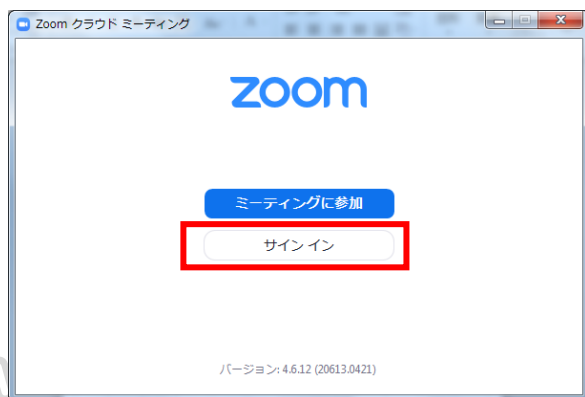 Zoom クラウド ミーティング
zoom
ミーティングに参加
サイン イン
バージョン: 4.6.12 (20613.0421)